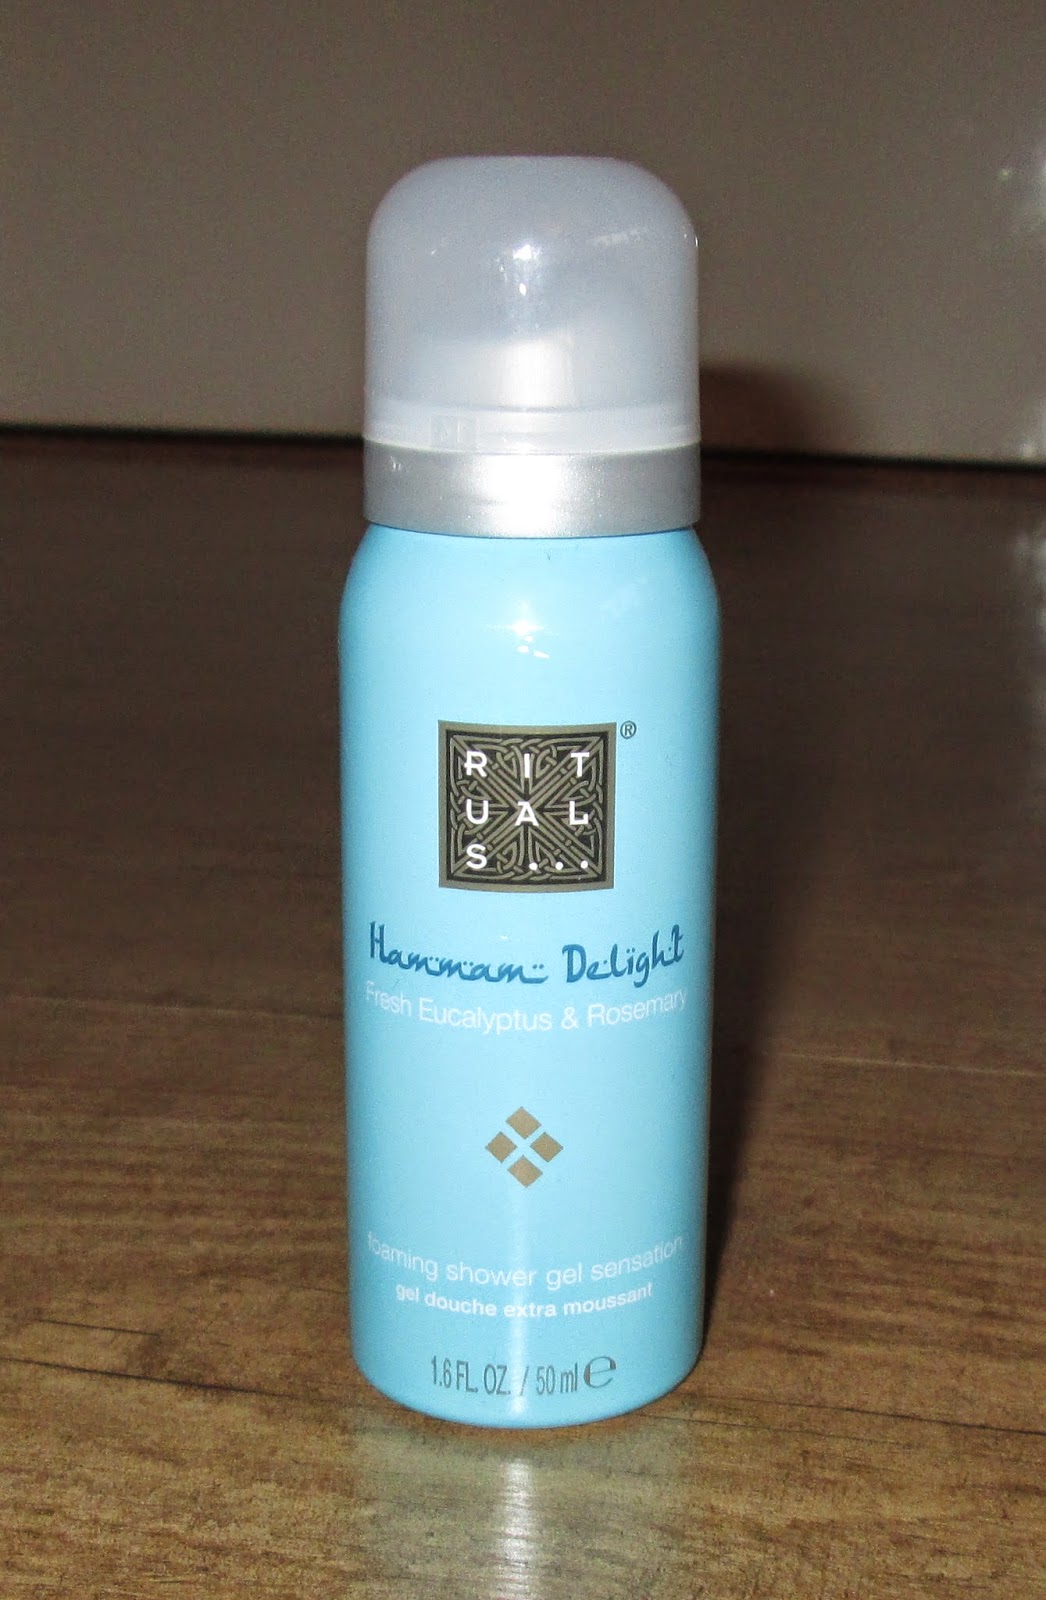 RIT
UAL
S...
®
Hammam Delight
Fresh Eucalyptus & Rosemary
foaming shower gel sensation
gel douche extra moussant
1.6 FL. OZ. / 50 ml ℮